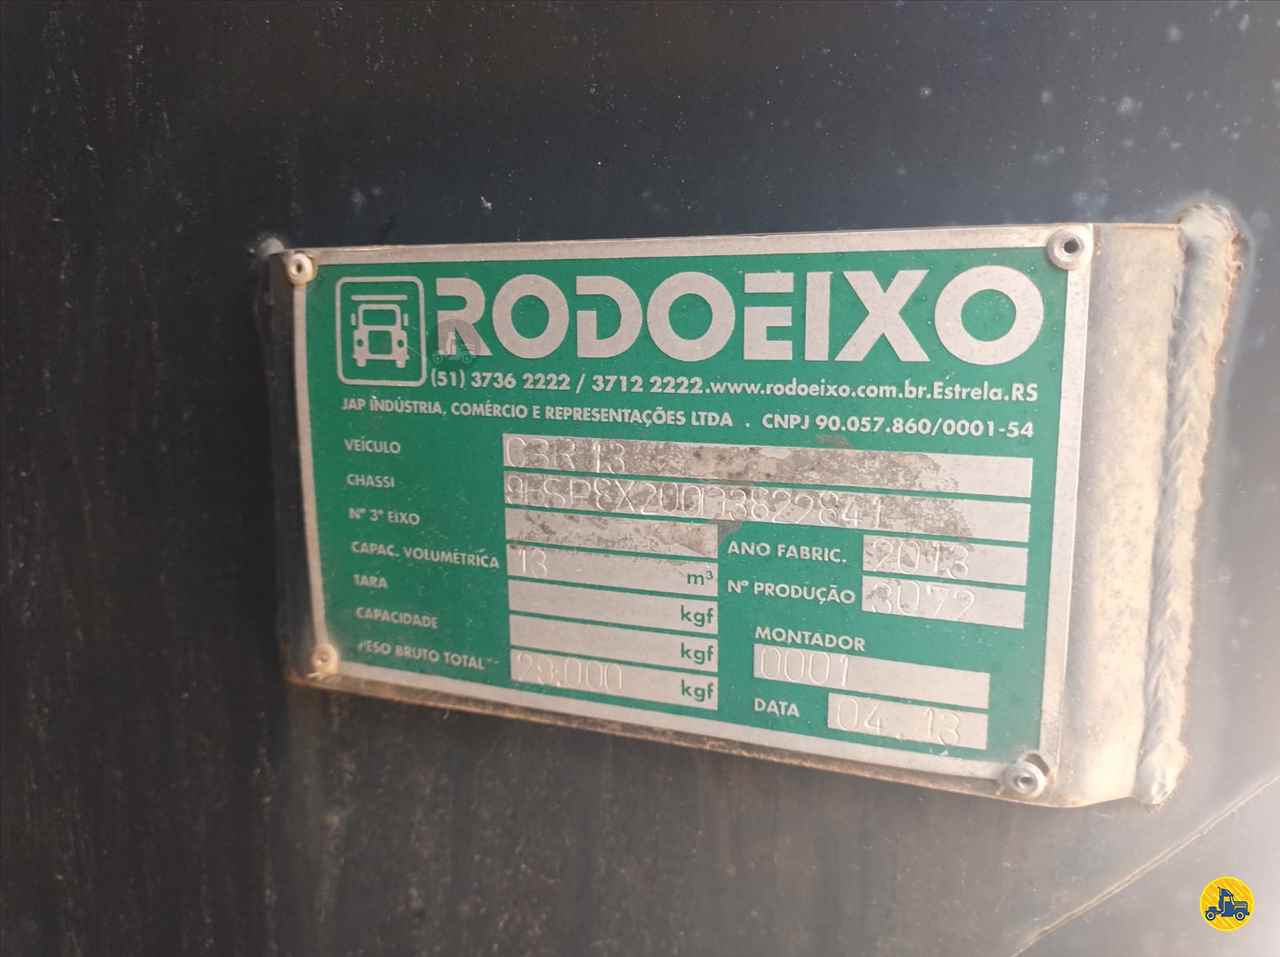 RODOEIXO
(51) 3736 2222 / 3712 2222.www.rodoeixo.com.br.Estrela.RS
JAP INDÚSTRIA, COMÉRCIO E REPRESENTAÇÕES LTDA . CNPJ 90.057.860/0001-54
VEÍCULO CBR 13
CHASSI
Nº 3º EIXO
CAPAC. VOLUMÉTRICA 13 m³
ANO FABRIC. 2013
TARA kgf
Nº PRODUÇÃO 3072
CAPACIDADE kgf
PESO BRUTO TOTAL kgf
MONTADOR
0001
DATA 04.13